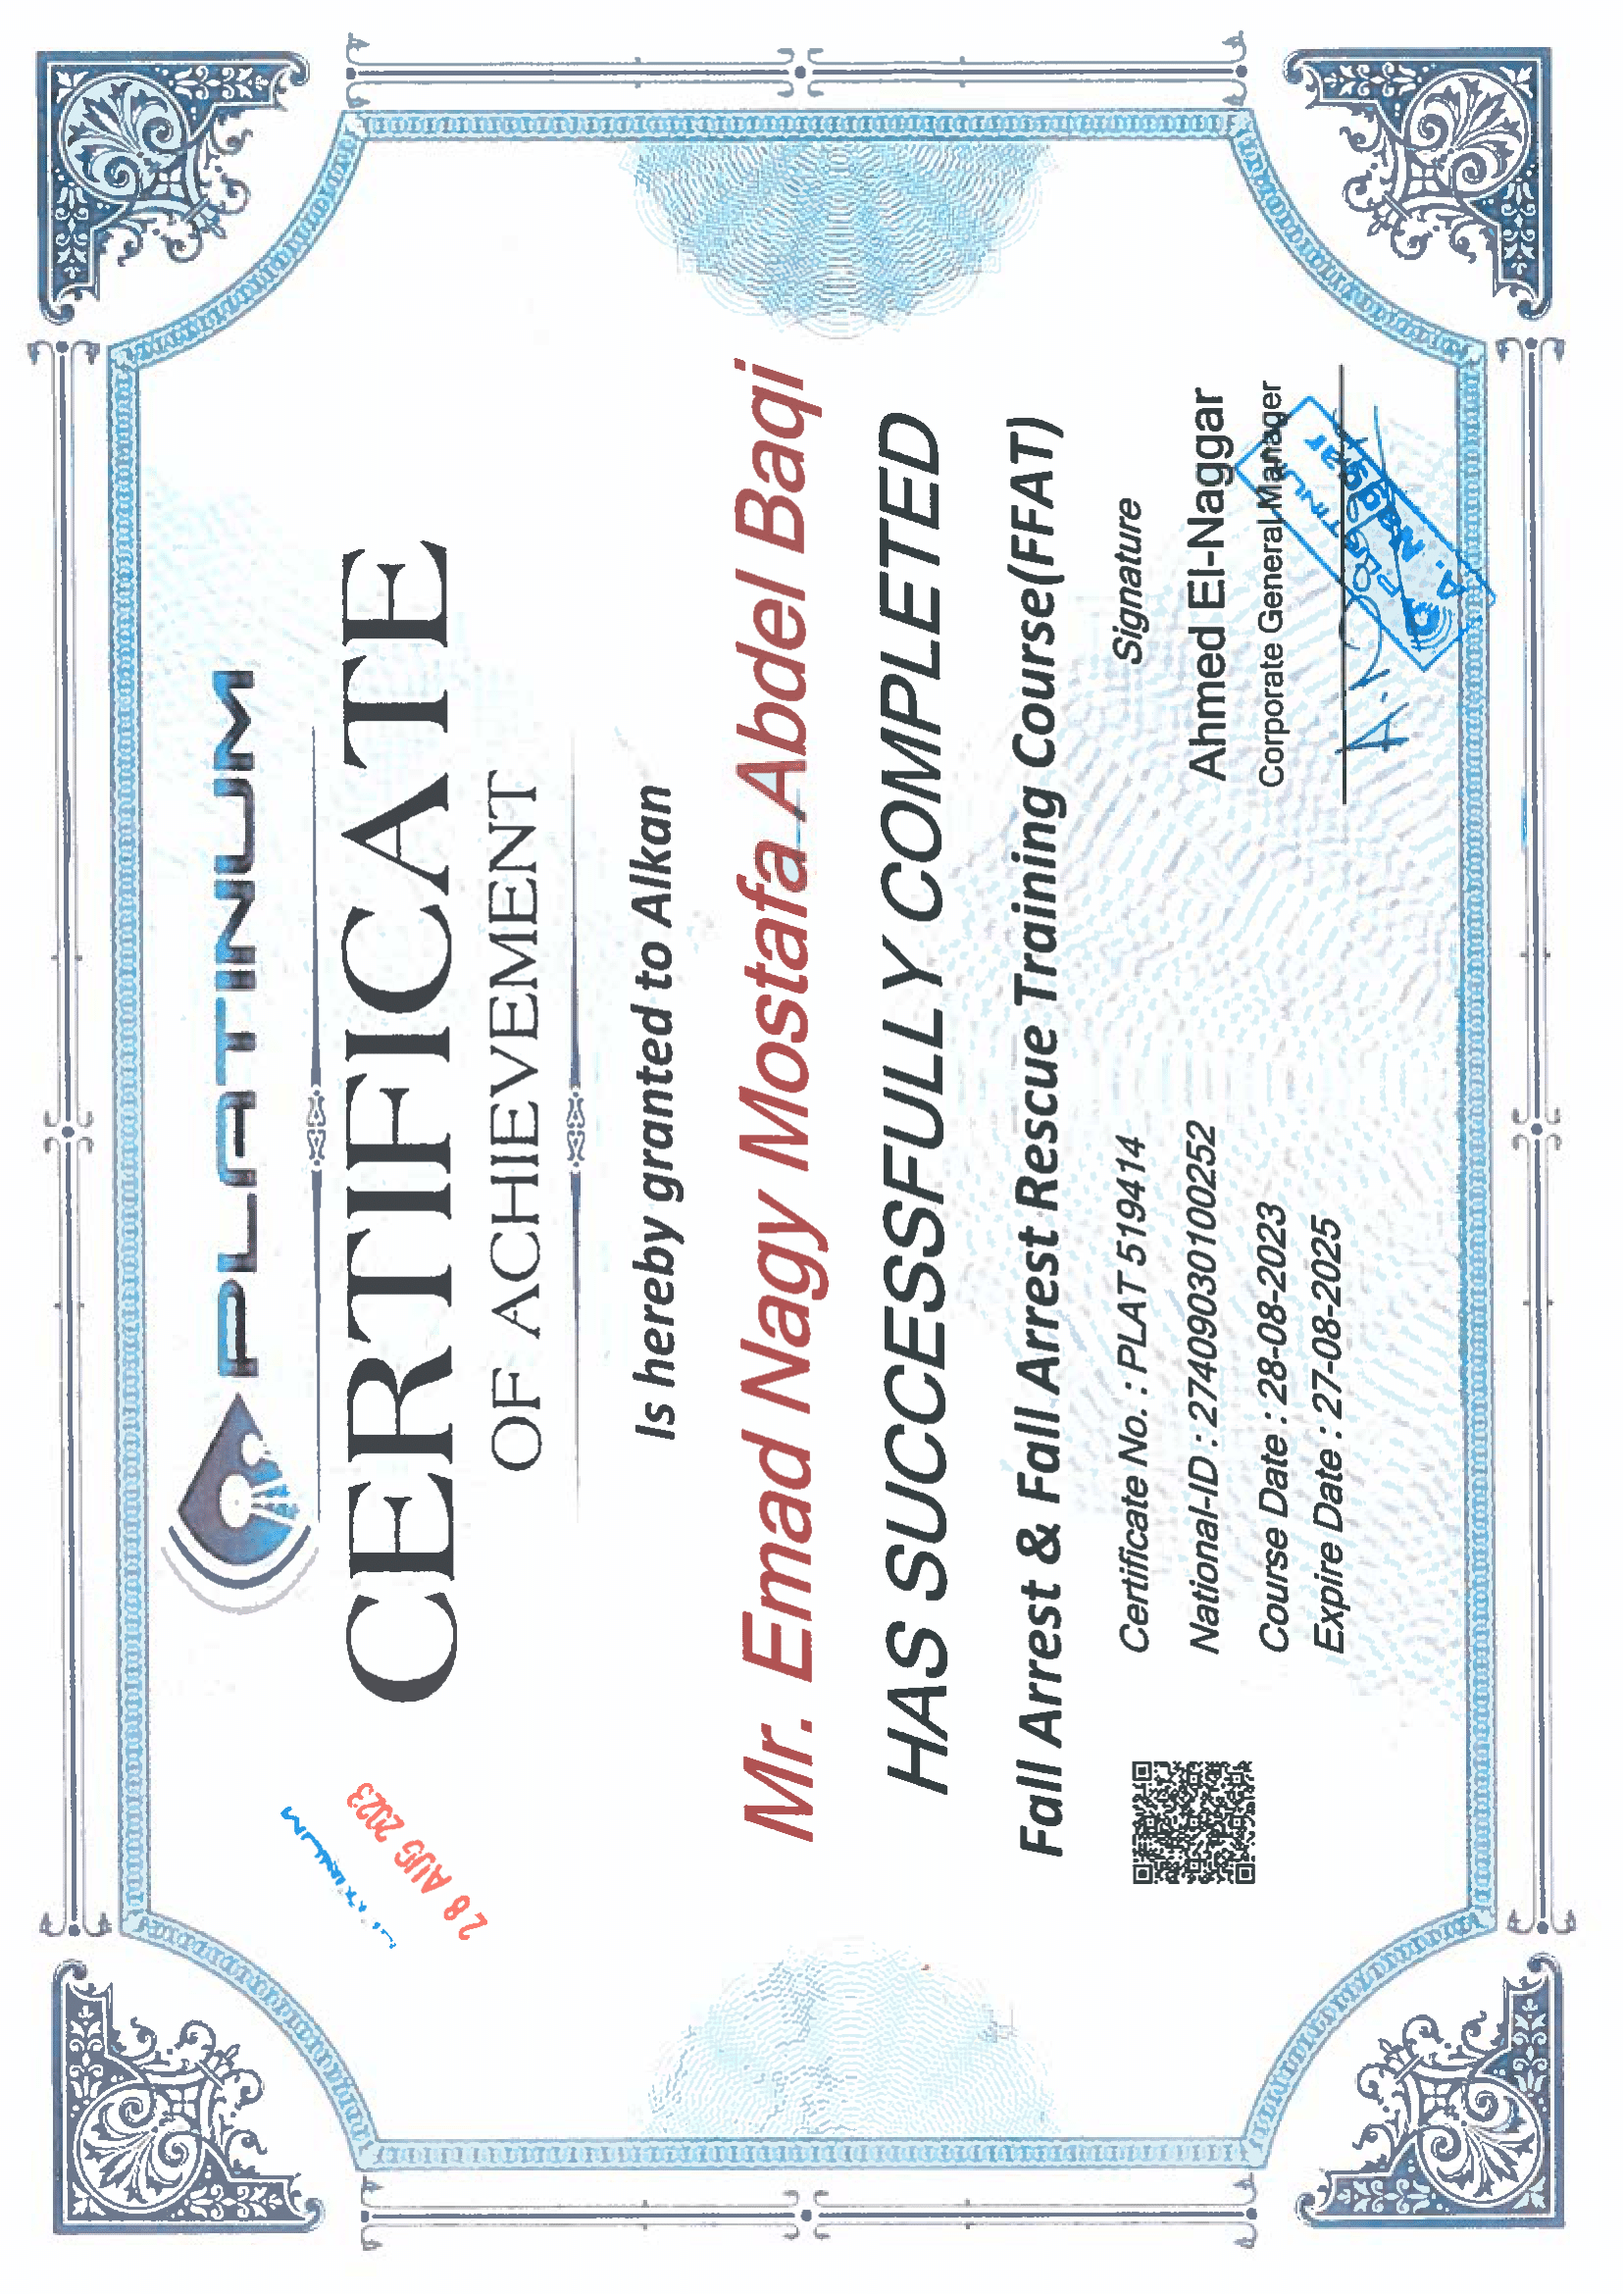 PLATINUM
CERTIFICATE
OF ACHIEVEMENT
28 AUG 2023
Is hereby granted to Alkan
Mr. Emad Nagy Mostafa Abdel Baqi
HAS SUCCESSFULLY COMPLETED
Fall Arrest & Fall Arrest Rescue Training Course(FFAT)
Certificate No. : PLAT 519414
National-ID : 27409030100252
Course Date : 28-08-2023
Expire Date : 27-08-2025
Signature
Ahmed El-Naggar
Corporate General Manager
A. Naggar